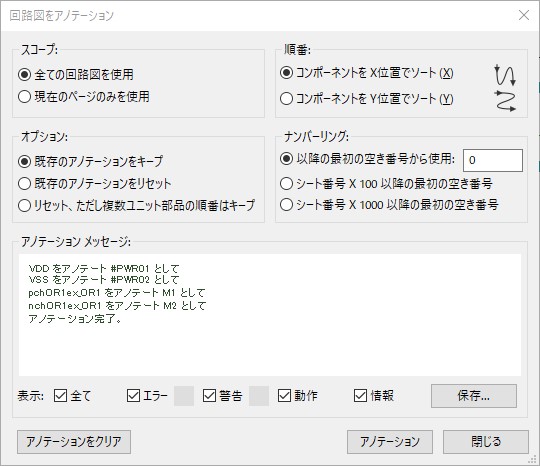 回路図をアノテーション
スコープ:
全ての回路図を使用
現在のページのみを使用
順番:
コンポーネントを X位置でソート (X)
コンポーネントを Y位置でソート (Y)
オプション:
既存のアノテーションをキープ
既存のアノテーションをリセット
リセット、ただし複数ユニット部品の順番はキープ
ナンバーリング:
以降の最初の空き番号から使用: 0
シート番号 X 100 以降の最初の空き番号
シート番号 X 1000 以降の最初の空き番号
アノテーション メッセージ:
VDD をアノテート #PWR01 として
VSS をアノテート #PWR02 として
pchOR1ex_OR1 をアノテート M1 として
nchOR1ex_OR1 をアノテート M2 として
アノテーション完了。
表示: 全て エラー 警告 動作 情報 保存...
アノテーションをクリア アノテーション 閉じる